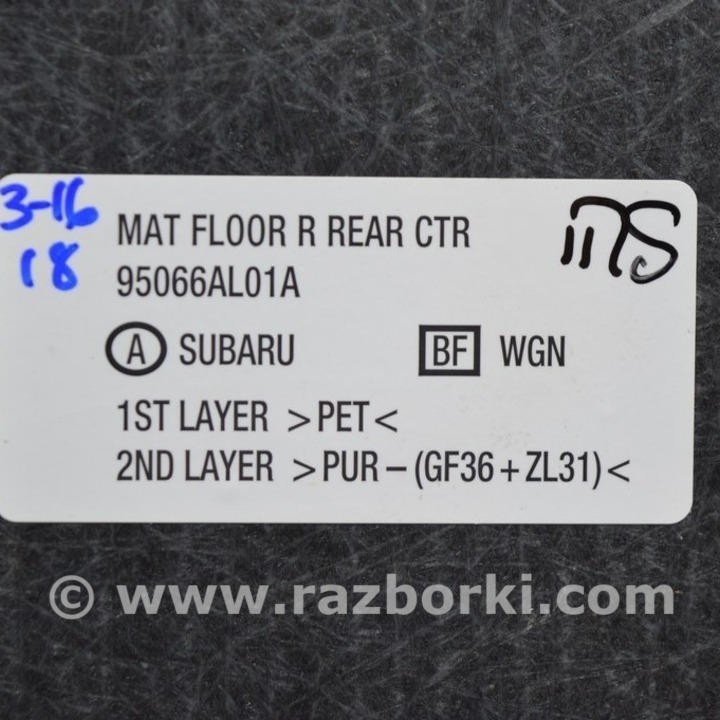 3-16
18
MAT FLOOR R REAR CTR
95066AL01A
A SUBARU BF WGN
1ST LAYER >PET<
2ND LAYER >PUR-(GF36+ZL31)<
© www.razborki.com